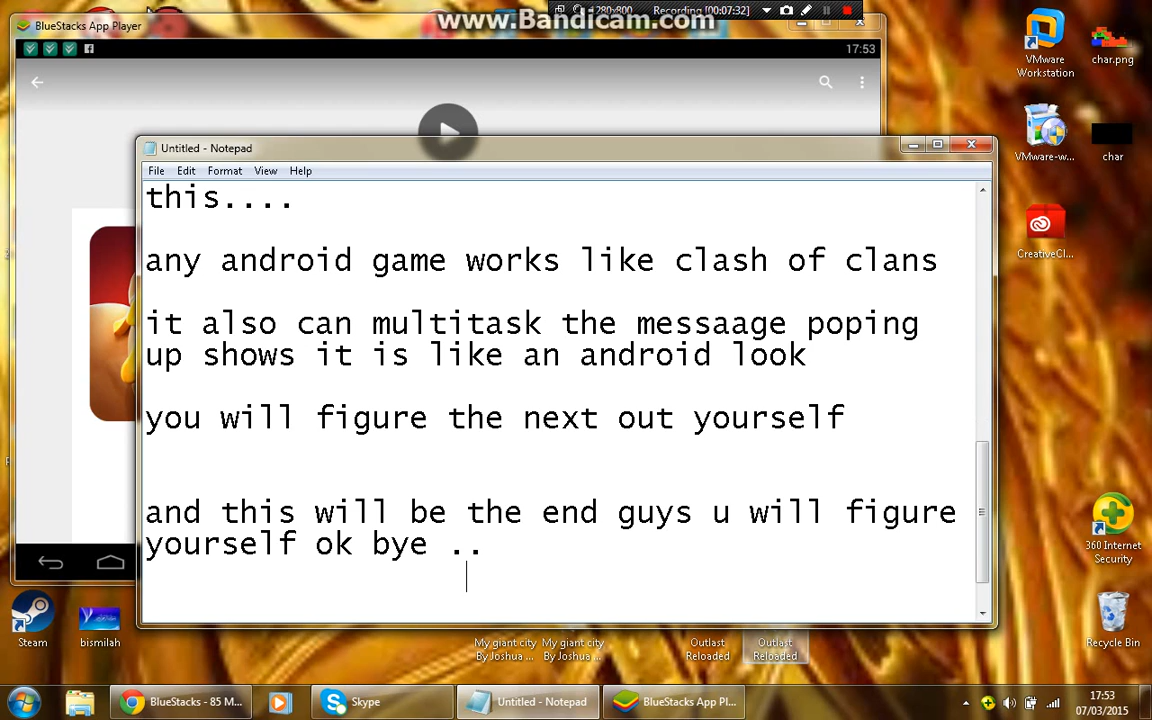 www.Bandicam.com
1280x800
Recording [00:07:32]
BlueStacks App Player
17:53
Untitled - Notepad
File Edit Format View Help
this....
any android game works like clash of clans
it also can multitask the messaage poping
up shows it is like an android look
you will figure the next out yourself
and this will be the end guys u will figure
yourself ok bye ..
VMware
Workstation
char.png
VMware-w...
char
CreativeCl...
360 Internet
Security
Recycle Bin
Steam
bismilah
My giant city
By Joshua ...
My giant city
By Joshua ...
Outlast
Reloaded
Outlast
Reloaded
BlueStacks - 85 M...
Skype
Untitled - Notepad
BlueStacks App Pl...
17:53
07/03/2015